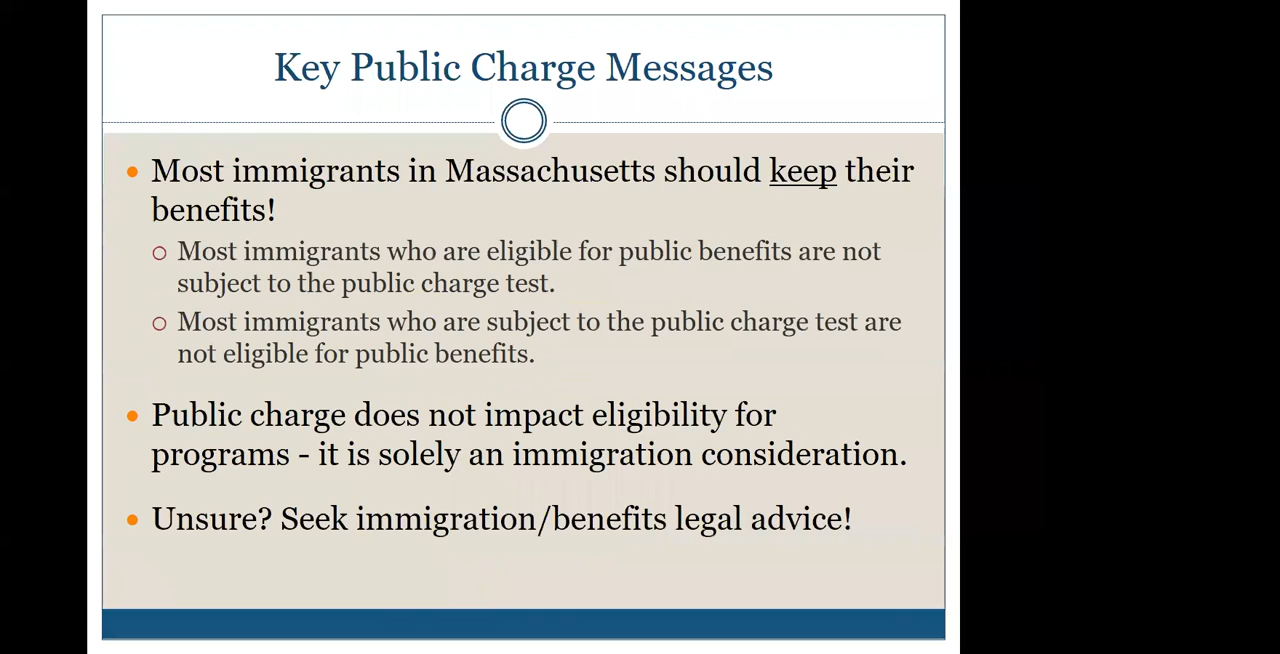 Key Public Charge Messages
Most immigrants in Massachusetts should keep their
benefits!
Most immigrants who are eligible for public benefits are not
subject to the public charge test.
Most immigrants who are subject to the public charge test are
not eligible for public benefits.
Public charge does not impact eligibility for
programs - it is solely an immigration consideration.
Unsure? Seek immigration/benefits legal advice!